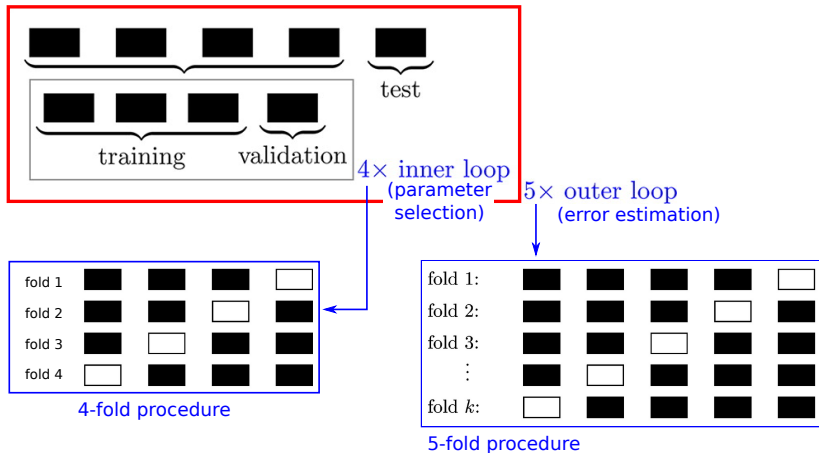 test
training validation
4× inner loop
(parameter
selection)
5× outer loop
(error estimation)
fold 1
fold 2
fold 3
fold 4
4-fold procedure
fold 1:
fold 2:
fold 3:
⋮
fold k:
5-fold procedure